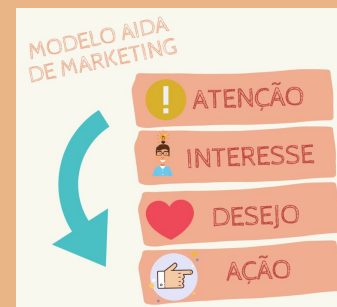 MODELO AIDA
DE MARKETING
ATENÇÃO
INTERESSE
DESEJO
AÇÃO